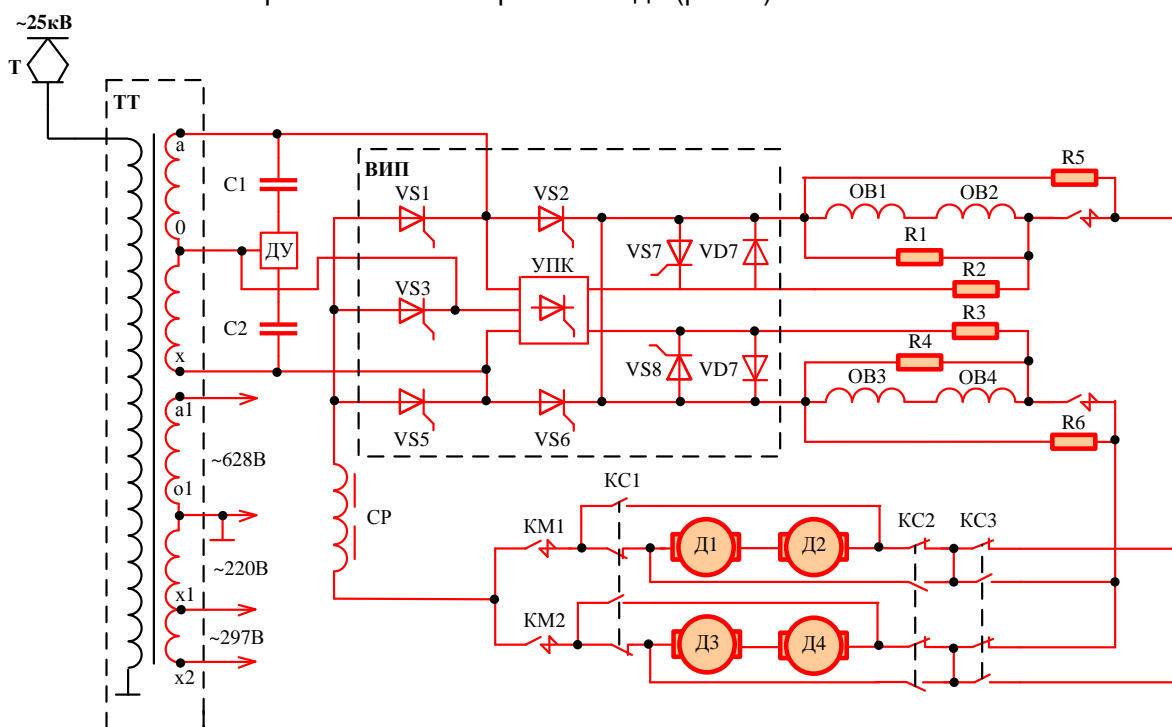 ~25кВ
Т
ТТ
а
0
х
а1
о1
х1
х2
~628В
~220В
~297В
С1
ДУ
С2
ВИП
VS1
VS2
VS3
УПК
VS5
VS6
VS7
VD7
VS8
VD7
СР
R5
ОВ1
ОВ2
R1
R2
R3
R4
ОВ3
ОВ4
R6
КС1
КС2
КС3
КМ1
Д1
Д2
КМ2
Д3
Д4